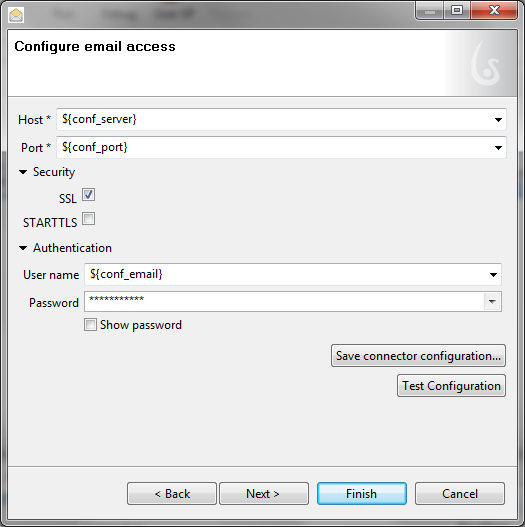 Configure email access
Host * ${conf_server}
Port * ${conf_port}
Security
SSL
STARTTLS
Authentication
User name ${conf_email}
Password ***********
Show password
Save connector configuration...
Test Configuration
< Back Next > Finish Cancel